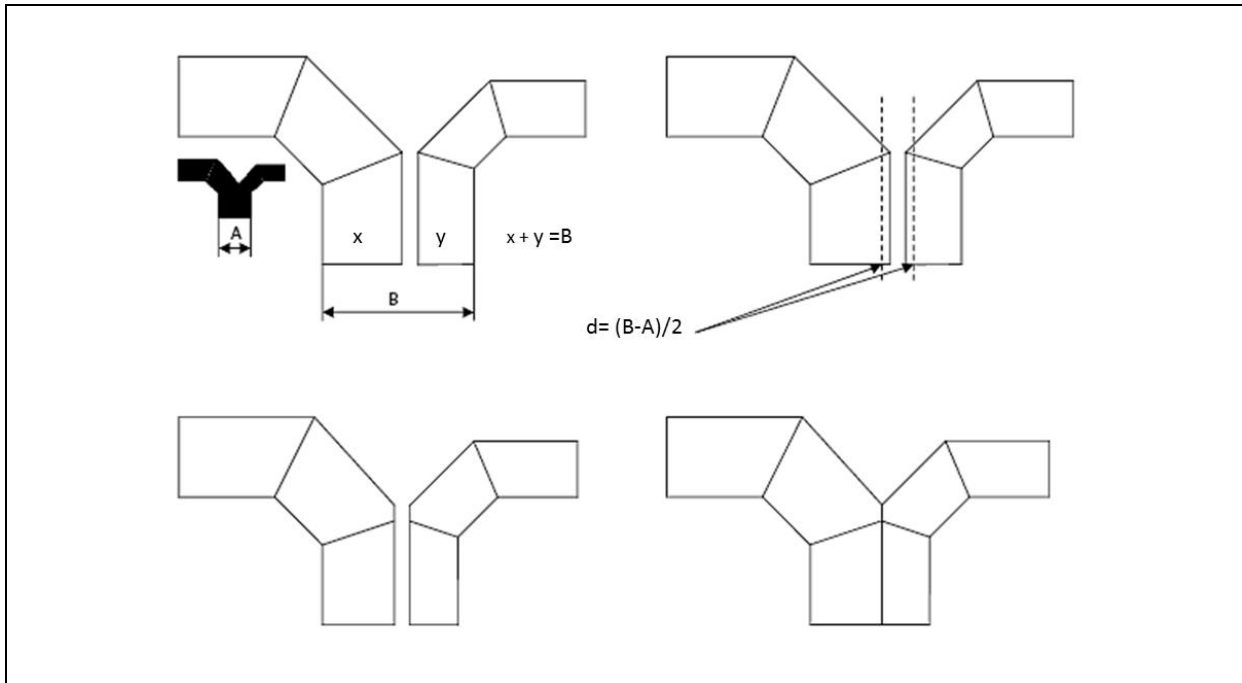 A
x
y
x + y =B
B
d= (B-A)/2